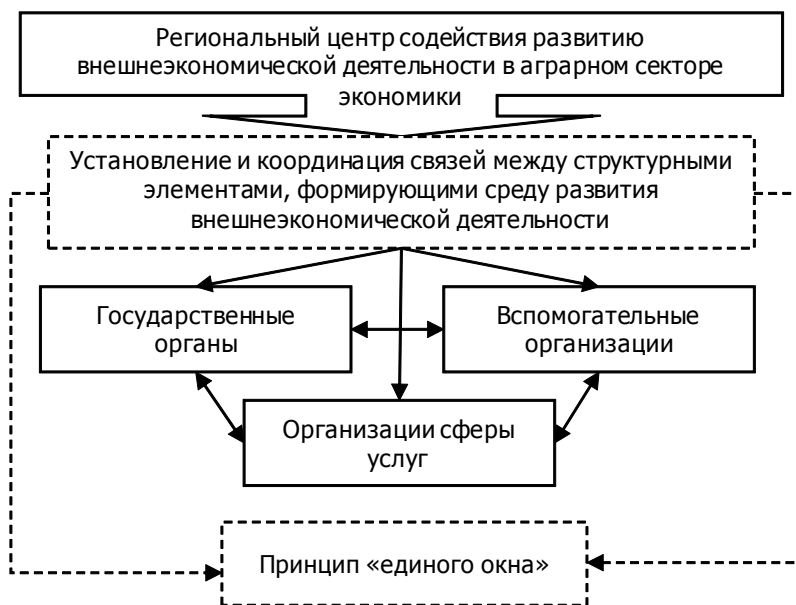 Региональный центр содействия развитию
внешнеэкономической деятельности в аграрном секторе
экономики
Установление и координация связей между структурными
элементами, формирующими среду развития
внешнеэкономической деятельности
Государственные
органы
Вспомогательные
организации
Организации сферы
услуг
Принцип «единого окна»